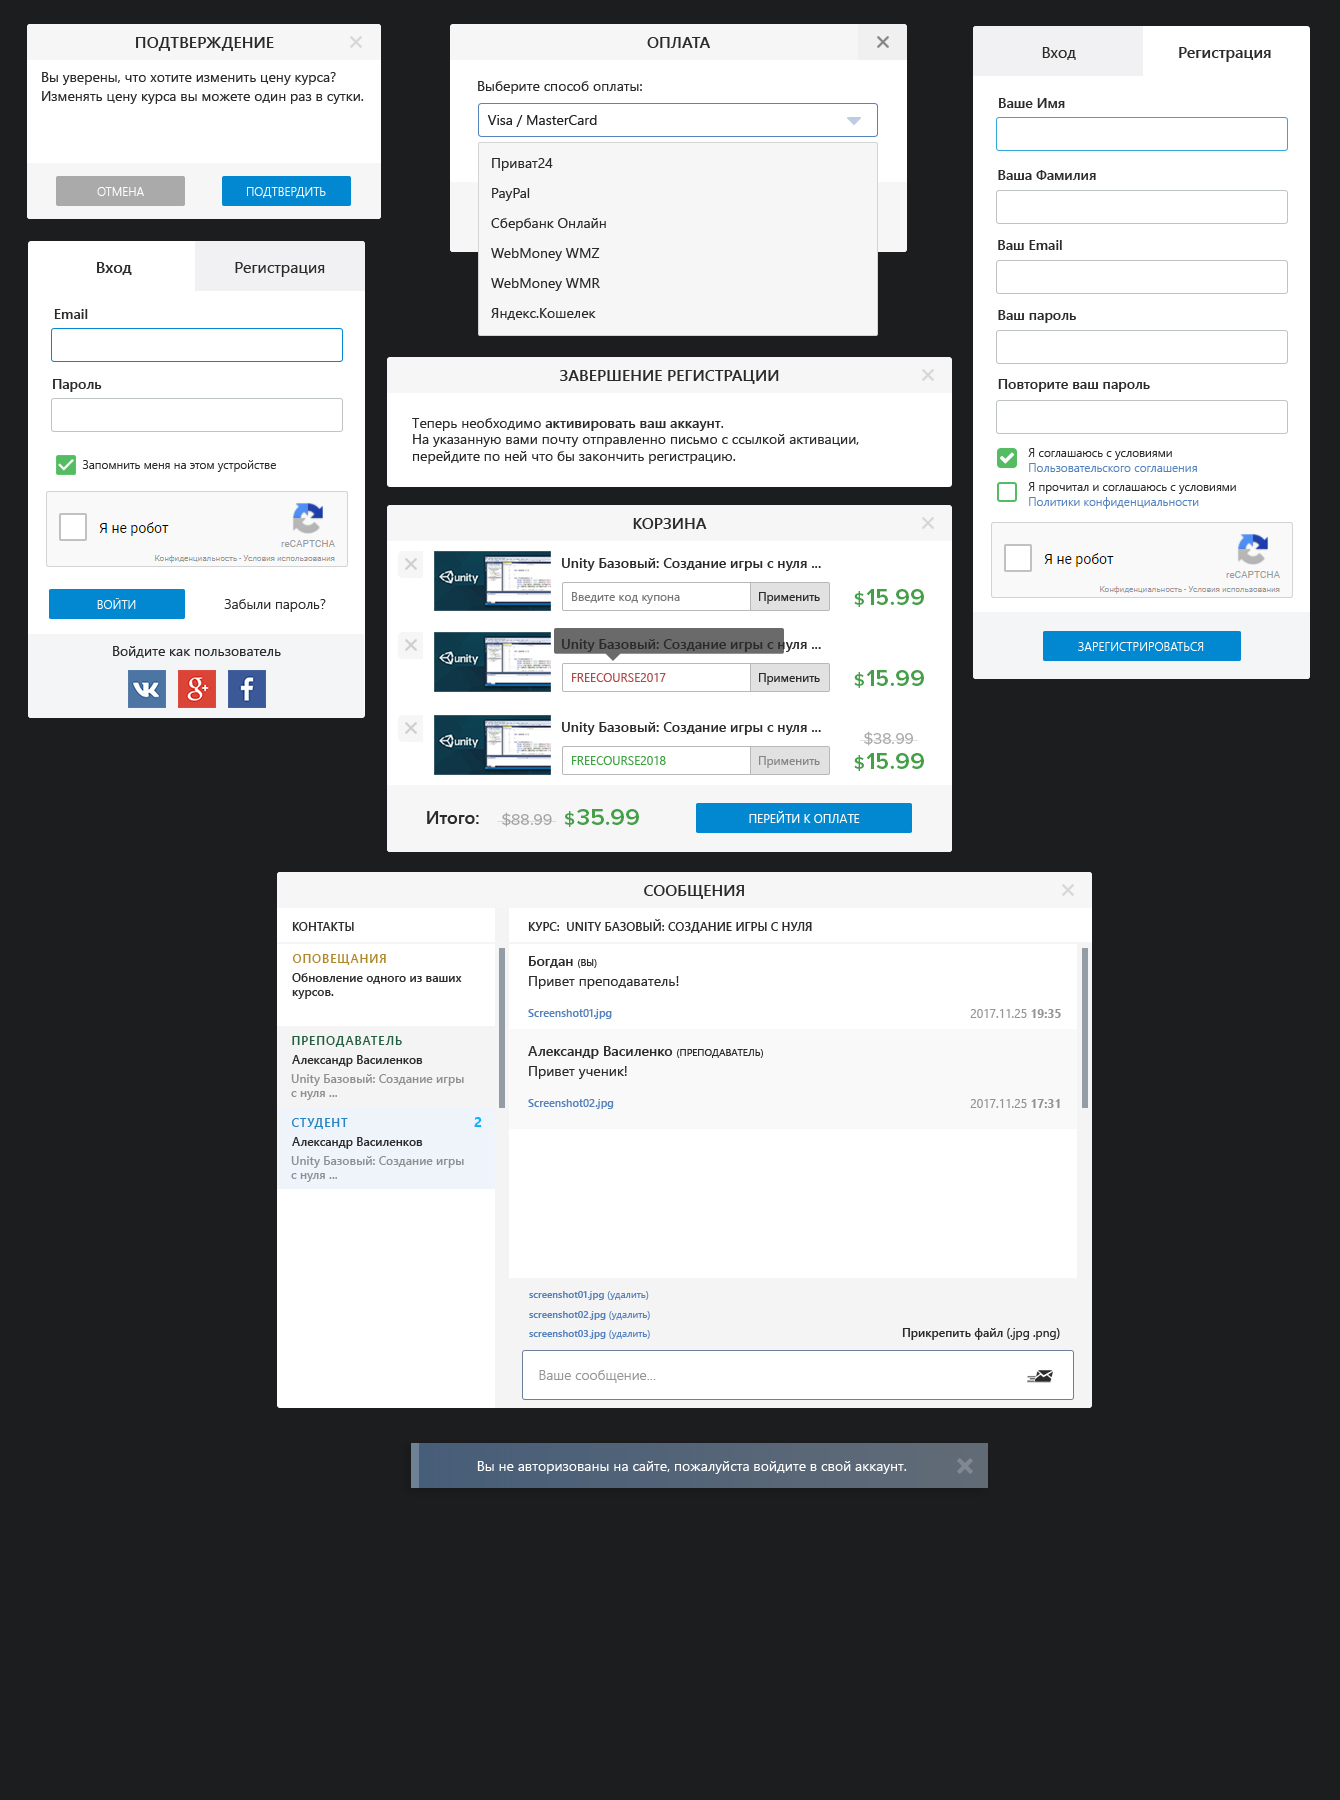 ПОДТВЕРЖДЕНИЕ
Вы уверены, что хотите изменить цену курса?
Изменять цену курса вы можете один раз в сутки.
ОТМЕНА
ПОДТВЕРДИТЬ
ОПЛАТА
Выберите способ оплаты:
Visa / MasterCard
Приват24
PayPal
Сбербанк Онлайн
WebMoney WMZ
WebMoney WMR
Яндекс.Кошелек
Вход
Регистрация
Ваше Имя
Ваша Фамилия
Ваш Email
Ваш пароль
Повторите ваш пароль
Я соглашаюсь с условиями
Пользовательского соглашения
Я прочитал и соглашаюсь с условиями
Политики конфиденциальности
Я не робот
reCAPTCHA
Конфиденциальность - Условия использования
ЗАРЕГИСТРИРОВАТЬСЯ
Вход
Регистрация
Email
Пароль
Запомнить меня на этом устройстве
Я не робот
reCAPTCHA
Конфиденциальность - Условия использования
ВОЙТИ
Забыли пароль?
Войдите как пользователь
ЗАВЕРШЕНИЕ РЕГИСТРАЦИИ
Теперь необходимо активировать ваш аккаунт.
На указанную вами почту отправленно письмо с ссылкой активации,
перейдите по ней что бы закончить регистрацию.
КОРЗИНА
unity
Unity Базовый: Создание игры с нуля ...
Введите код купона
Применить
$15.99
unity
Unity Базовый: Создание игры с нуля ...
FREECOURSE2017
Применить
$15.99
unity
Unity Базовый: Создание игры с нуля ...
$38.99
FREECOURSE2018
Применить
$15.99
Итого:
$88.99
$35.99
ПЕРЕЙТИ К ОПЛАТЕ
СООБЩЕНИЯ
КОНТАКТЫ
ОПОВЕЩАНИЯ
Обновление одного из ваших
курсов.
ПРЕПОДАВАТЕЛЬ
Александр Василенков
Unity Базовый: Создание игры
с нуля ...
СТУДЕНТ 2
Александр Василенков
Unity Базовый: Создание игры
с нуля ...
КУРС: UNITY БАЗОВЫЙ: СОЗДАНИЕ ИГРЫ С НУЛЯ
Богдан (ВЫ)
Привет преподаватель!
Screenshot01.jpg
2017.11.25 19:35
Александр Василенко (ПРЕПОДАВАТЕЛЬ)
Привет ученик!
Screenshot02.jpg
2017.11.25 17:31
screenshot01.jpg (удалить)
screenshot02.jpg (удалить)
screenshot03.jpg (удалить)
Прикрепить файл (.jpg .png)
Ваше сообщение...
Вы не авторизованы на сайте, пожалуйста войдите в свой аккаунт.